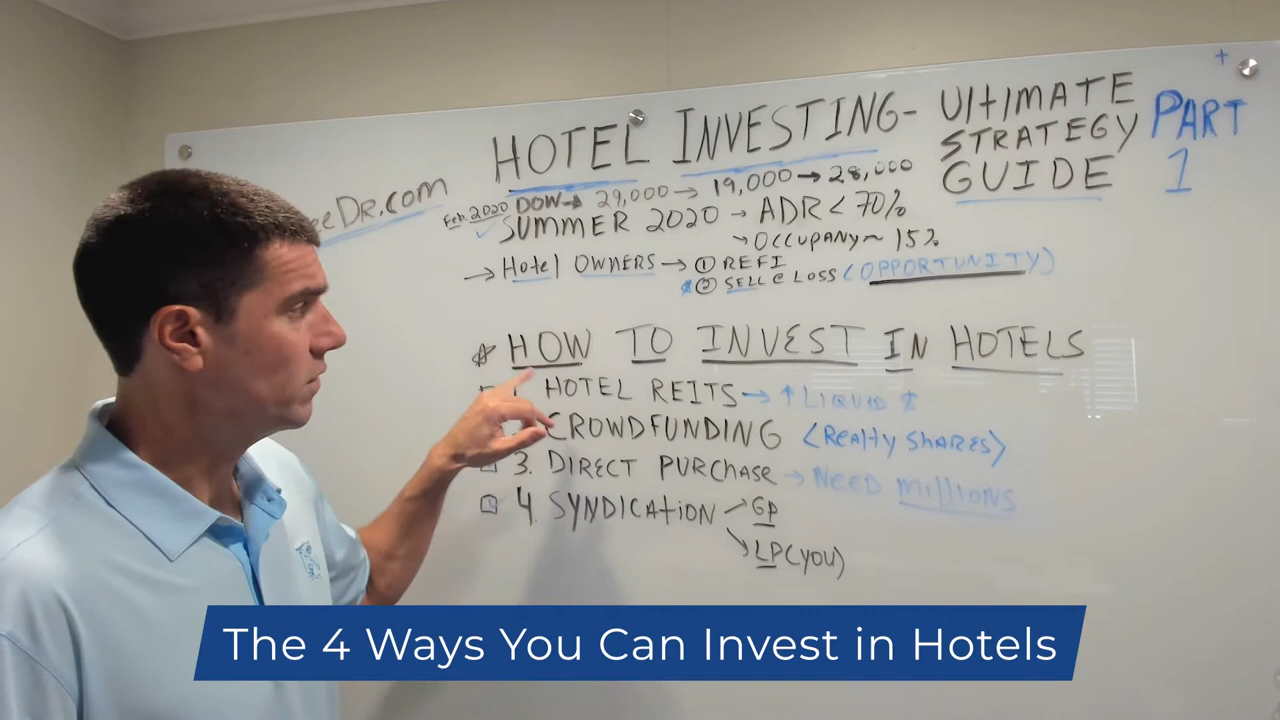 HOTEL INVESTING- ULTIMATE STRATEGY GUIDE PART 1
eeDr.com
Feb. 2020 DOW→ 29,000 → 19,000 → 28,000
SUMMER 2020 → ADR < 70%
→ OCCUPANY ~ 15%
→ Hotel OWNERS → ① REFI
$ ② SELL @ LOSS (OPPORTUNITY)
HOW TO INVEST IN HOTELS
HOTEL REITS → ↑ LIQUID $
CROWDFUNDING (Realty Shares)
3. DIRECT PURCHASE → NEED millions
4. SYNDICATION → GP
→ LP (YOU)
The 4 Ways You Can Invest in Hotels